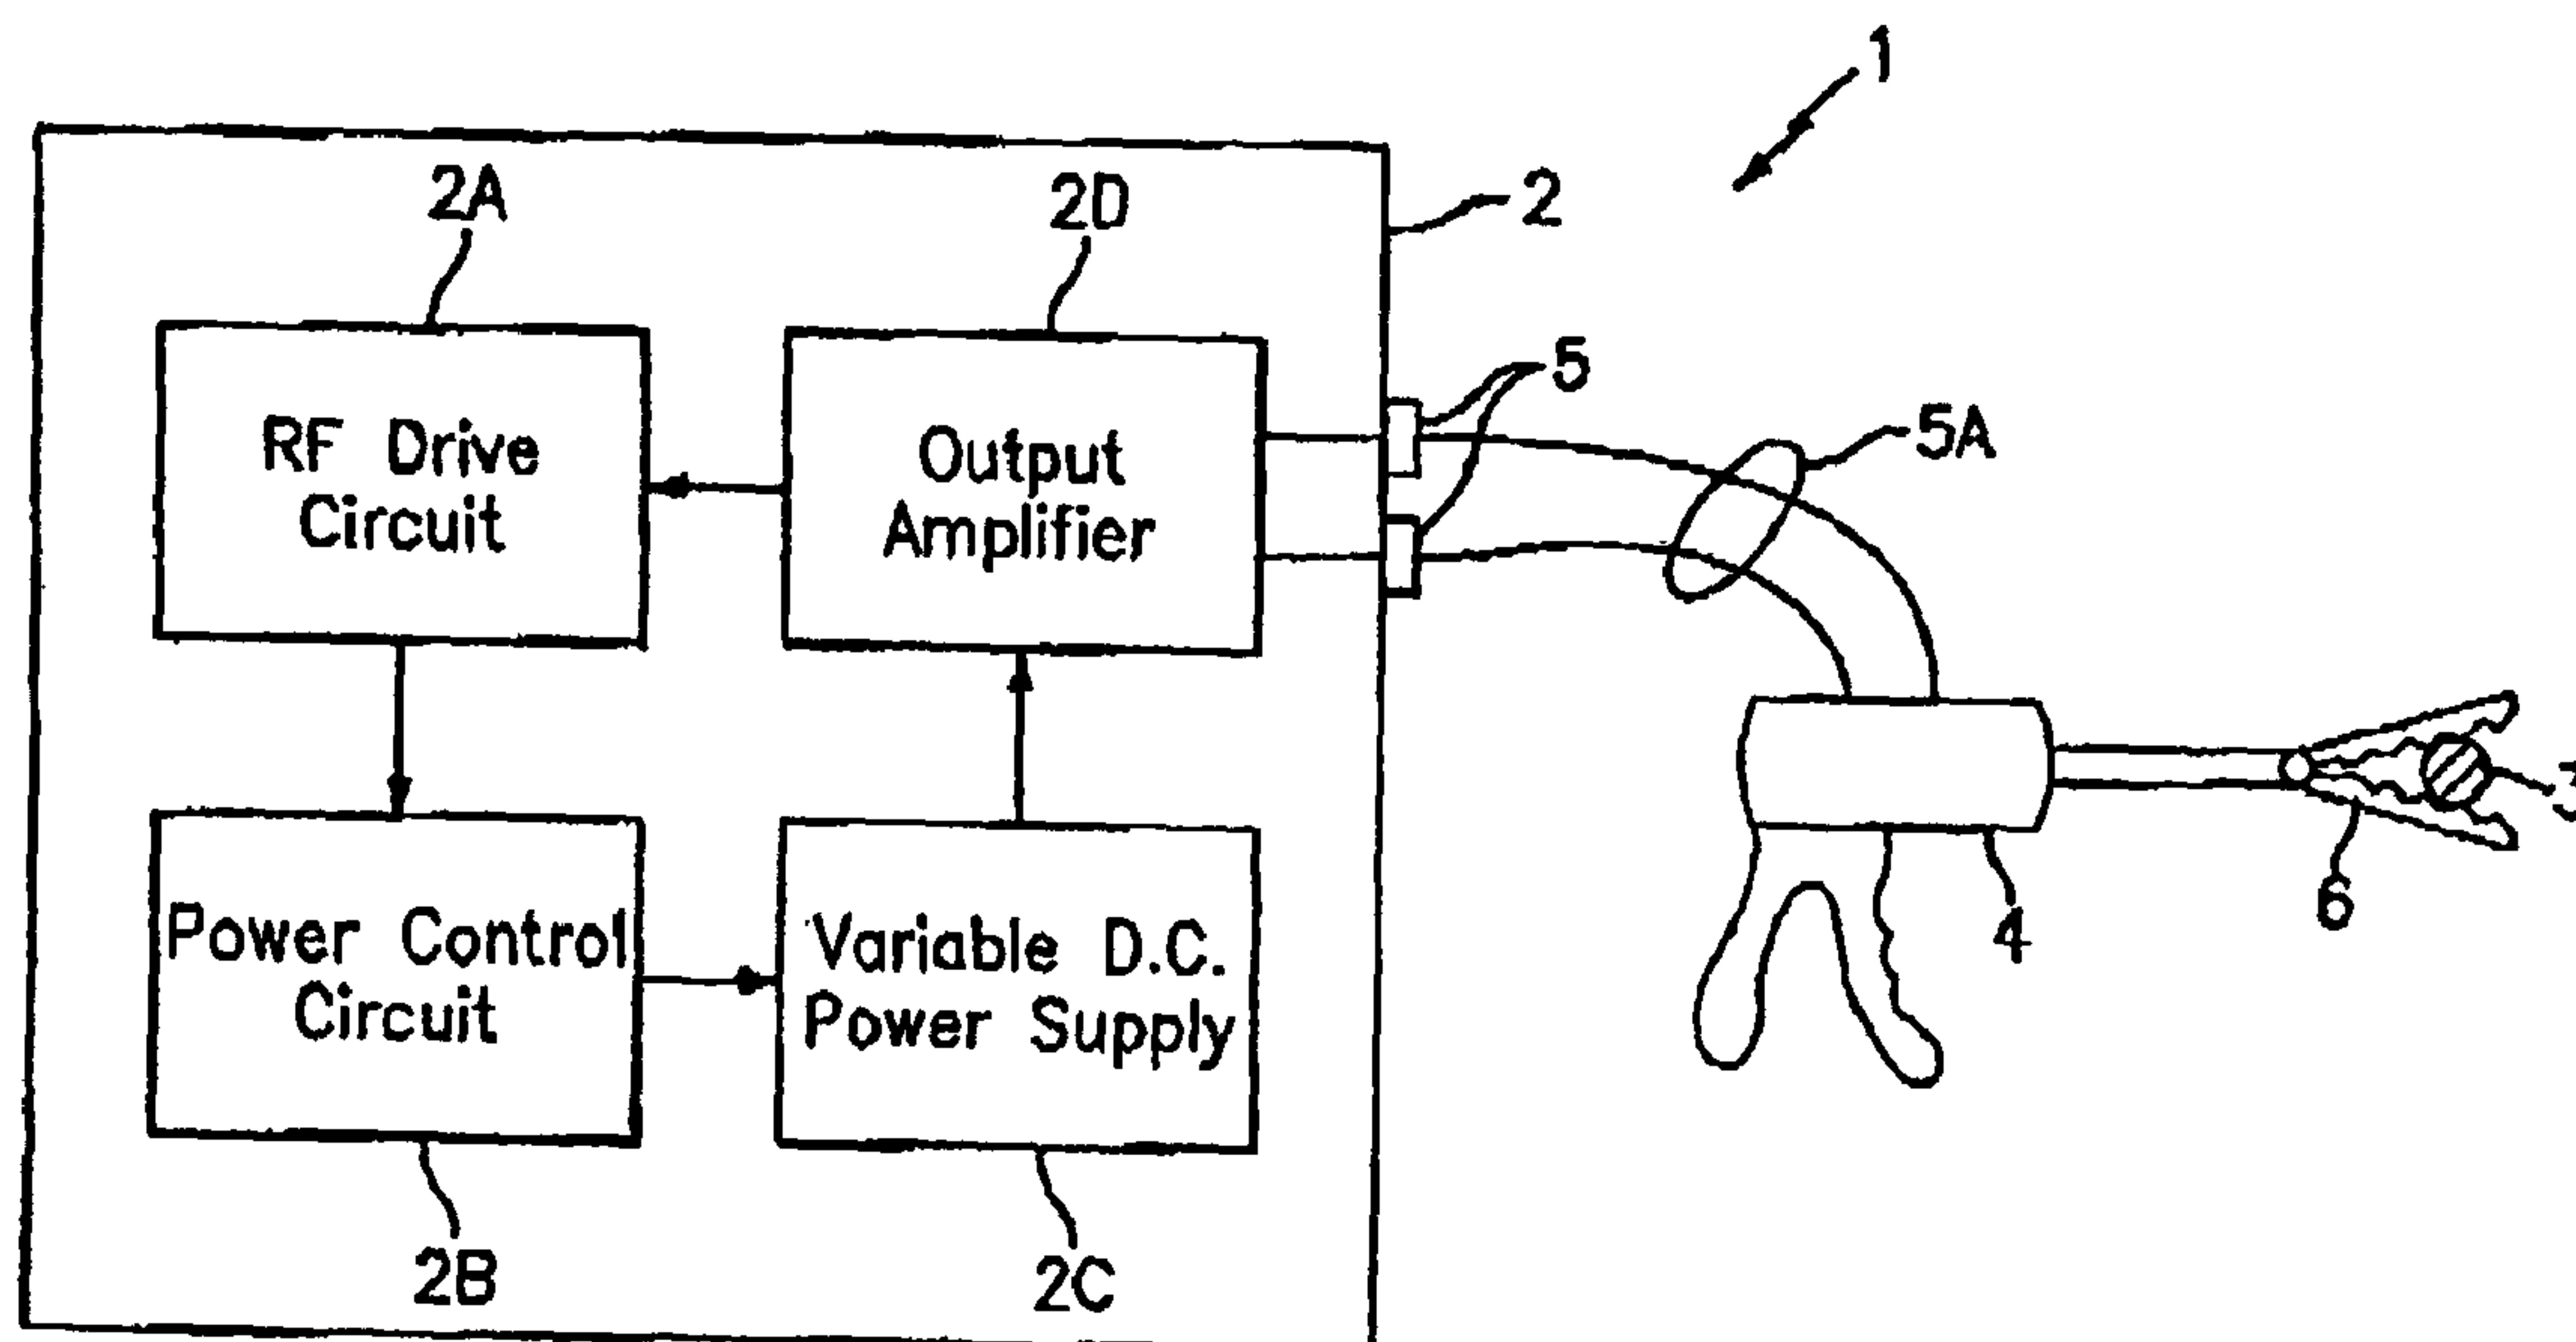 1
2A
2D
2
RF Drive
Circuit
Output
Amplifier
5
5A
Power Control
Circuit
Variable D.C.
Power Supply
3
6
4
2B
2C